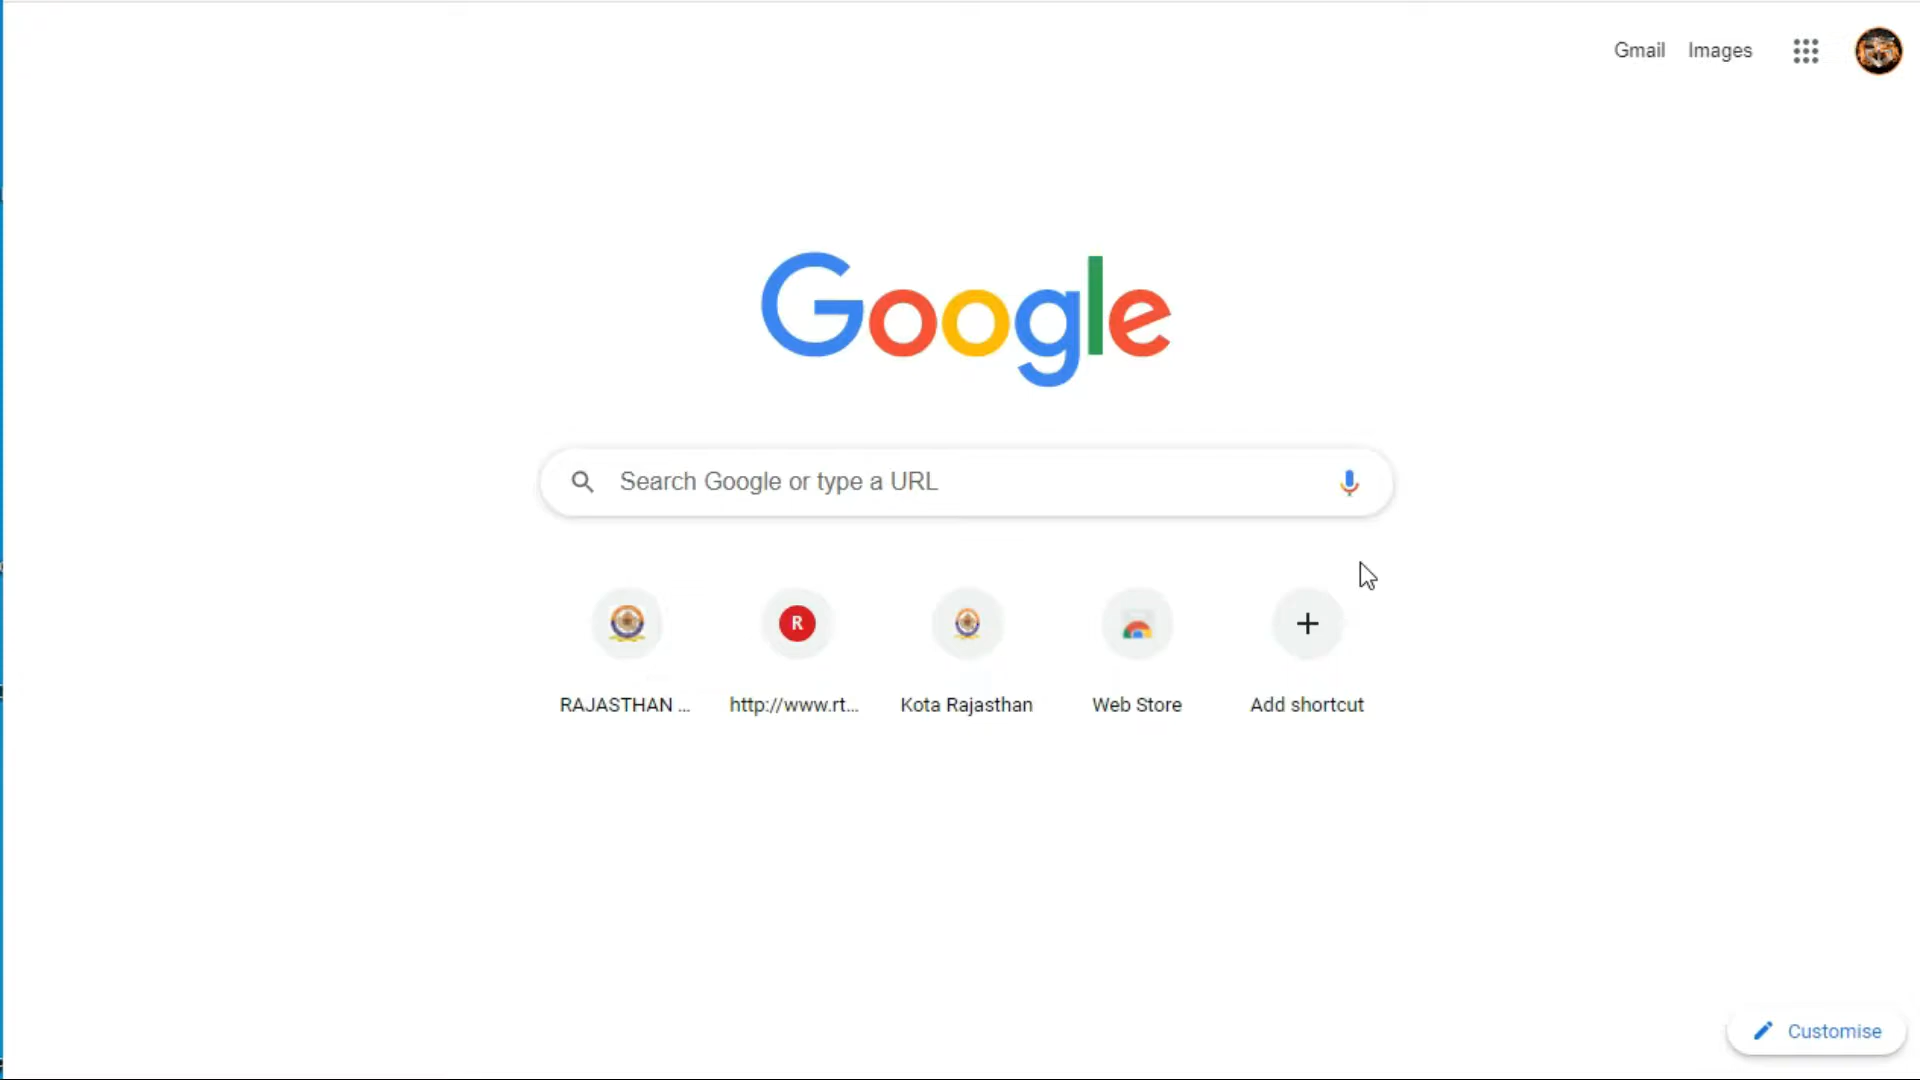 Gmail Images
Google
Search Google or type a URL
R
RAJASTHAN ... http://www.rt... Kota Rajasthan Web Store Add shortcut
Customise